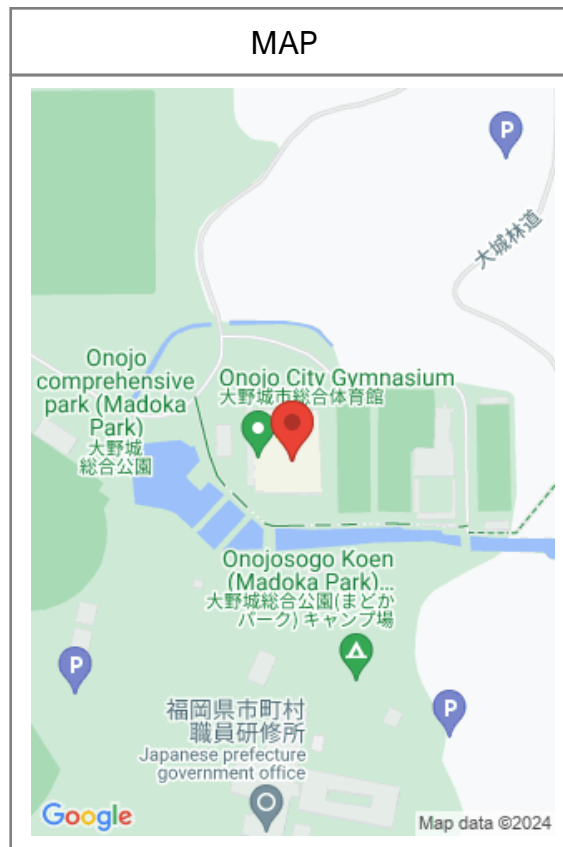 MAP
P
大城林道
Onojo
comprehensive
park (Madoka
Park)
大野城
総合公園
Onojo City Gymnasium
大野城市総合体育館
Onojosogo Koen
(Madoka Park)...
大野城総合公園(まどか
パーク) キャンプ場
P
P
福岡県市町村
職員研修所
Japanese prefecture
government office
Google
Map data ©2024